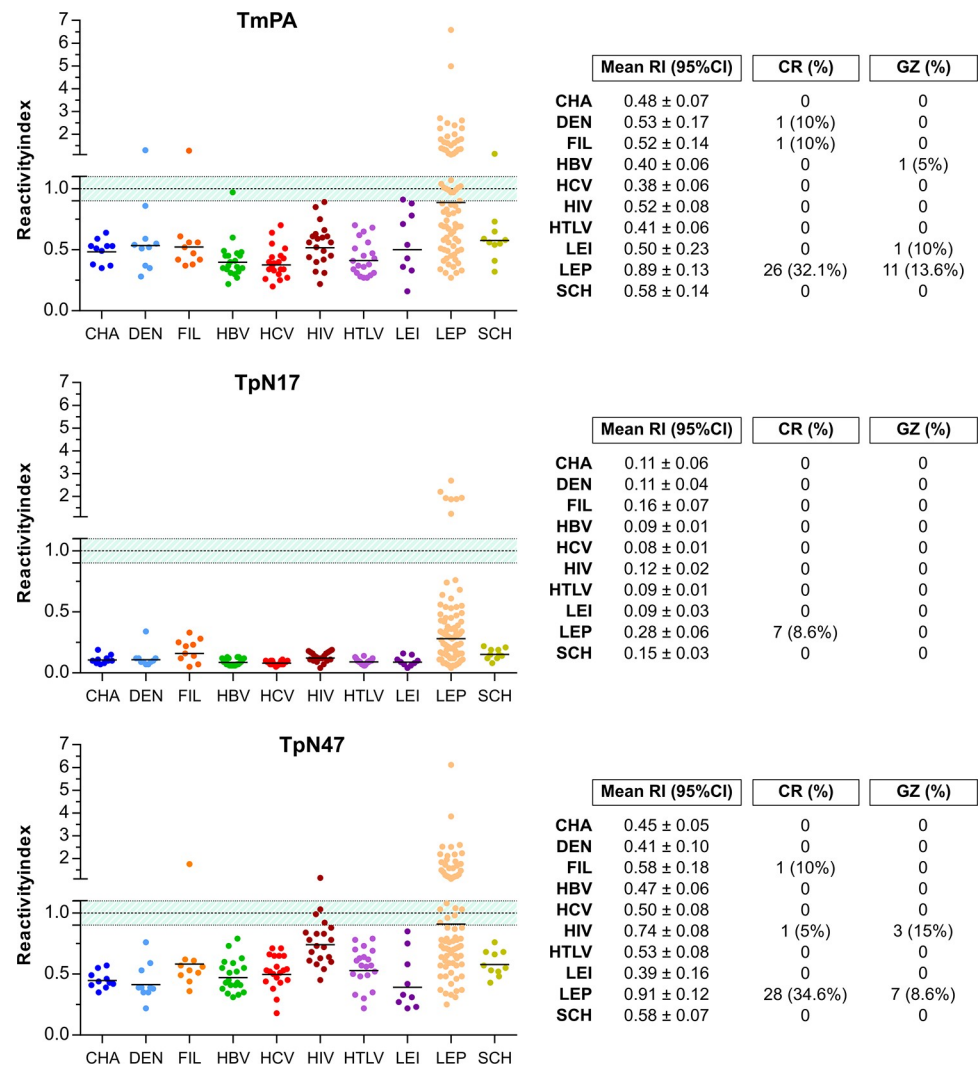 TmPA
7
6
5
4
3
2
1.0
0.5
0.0
Reactivityindex
CHA DEN FIL HBV HCV HIV HTLV LEI LEP SCH
Mean RI (95%CI) CR (%) GZ (%)
CHA 0.48 ± 0.07 0 0
DEN 0.53 ± 0.17 1 (10%) 0
FIL 0.52 ± 0.14 1 (10%) 0
HBV 0.40 ± 0.06 0 1 (5%)
HCV 0.38 ± 0.06 0 0
HIV 0.52 ± 0.08 0 0
HTLV 0.41 ± 0.06 0 0
LEI 0.50 ± 0.23 0 1 (10%)
LEP 0.89 ± 0.13 26 (32.1%) 11 (13.6%)
SCH 0.58 ± 0.14 0 0
TpN17
7
6
5
4
3
2
1.0
0.5
0.0
Reactivityindex
CHA DEN FIL HBV HCV HIV HTLV LEI LEP SCH
Mean RI (95%CI) CR (%) GZ (%)
CHA 0.11 ± 0.06 0 0
DEN 0.11 ± 0.04 0 0
FIL 0.16 ± 0.07 0 0
HBV 0.09 ± 0.01 0 0
HCV 0.08 ± 0.01 0 0
HIV 0.12 ± 0.02 0 0
HTLV 0.09 ± 0.01 0 0
LEI 0.09 ± 0.03 0 0
LEP 0.28 ± 0.06 7 (8.6%) 0
SCH 0.15 ± 0.03 0 0
TpN47
7
6
5
4
3
2
1.0
0.5
0.0
Reactivityindex
CHA DEN FIL HBV HCV HIV HTLV LEI LEP SCH
Mean RI (95%CI) CR (%) GZ (%)
CHA 0.45 ± 0.05 0 0
DEN 0.41 ± 0.10 0 0
FIL 0.58 ± 0.18 1 (10%) 0
HBV 0.47 ± 0.06 0 0
HCV 0.50 ± 0.08 0 0
HIV 0.74 ± 0.08 1 (5%) 3 (15%)
HTLV 0.53 ± 0.08 0 0
LEI 0.39 ± 0.16 0 0
LEP 0.91 ± 0.12 28 (34.6%) 7 (8.6%)
SCH 0.58 ± 0.07 0 0